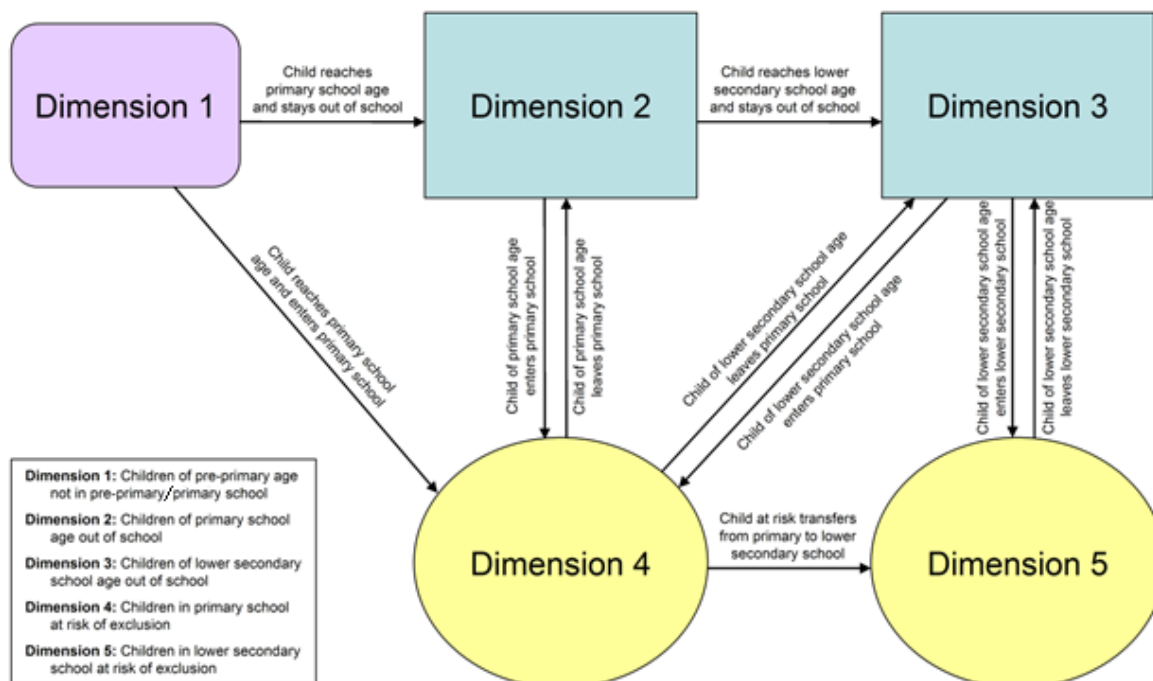 Dimension 1
Child reaches
primary school age
and stays out of school
Dimension 2
Child reaches lower
secondary school age
and stays out of school
Dimension 3
Child reaches primary school
age and enters primary school
Child of primary school age
enters primary school
Child of primary school age
leaves primary school
Child of lower secondary school age
leaves primary school
Child of lower secondary school age
enters primary school
Child of lower secondary school age
enters lower secondary school
Child of lower secondary school age
leaves lower secondary school
Dimension 4
Child at risk transfers
from primary to lower
secondary school
Dimension 5
Dimension 1: Children of pre-primary age
not in pre-primary/primary school
Dimension 2: Children of primary school
age out of school
Dimension 3: Children of lower secondary
school age out of school
Dimension 4: Children in primary school
at risk of exclusion
Dimension 5: Children in lower secondary
school at risk of exclusion